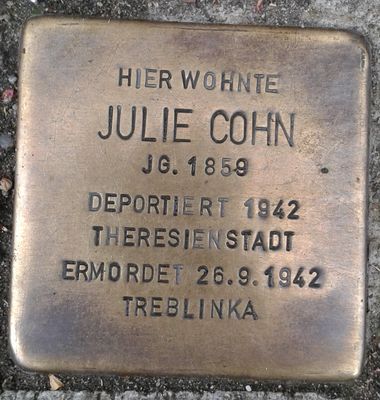 HIER WOHNTE
JULIE COHN
JG. 1859
DEPORTIERT 1942
THERESIENSTADT
ERMORDET 26.9.1942
TREBLINKA